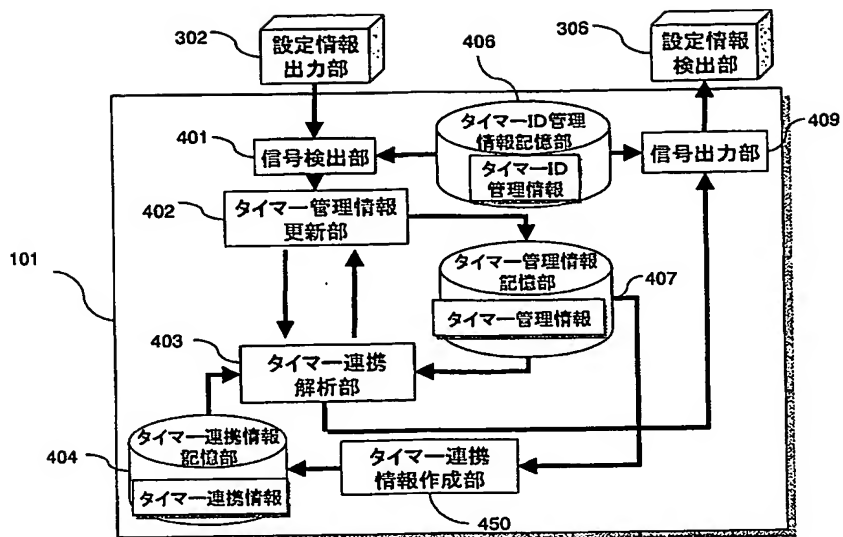 302
設定情報
出力部
406
306
設定情報
検出部
401
信号検出部
タイマーID管理
情報記憶部
タイマーID
管理情報
409
信号出力部
402
タイマー管理情報
更新部
101
タイマー管理情報
記憶部
タイマー管理情報
407
403
タイマー連携
解析部
404
タイマー連携情報
記憶部
タイマー連携情報
タイマー連携
情報作成部
450